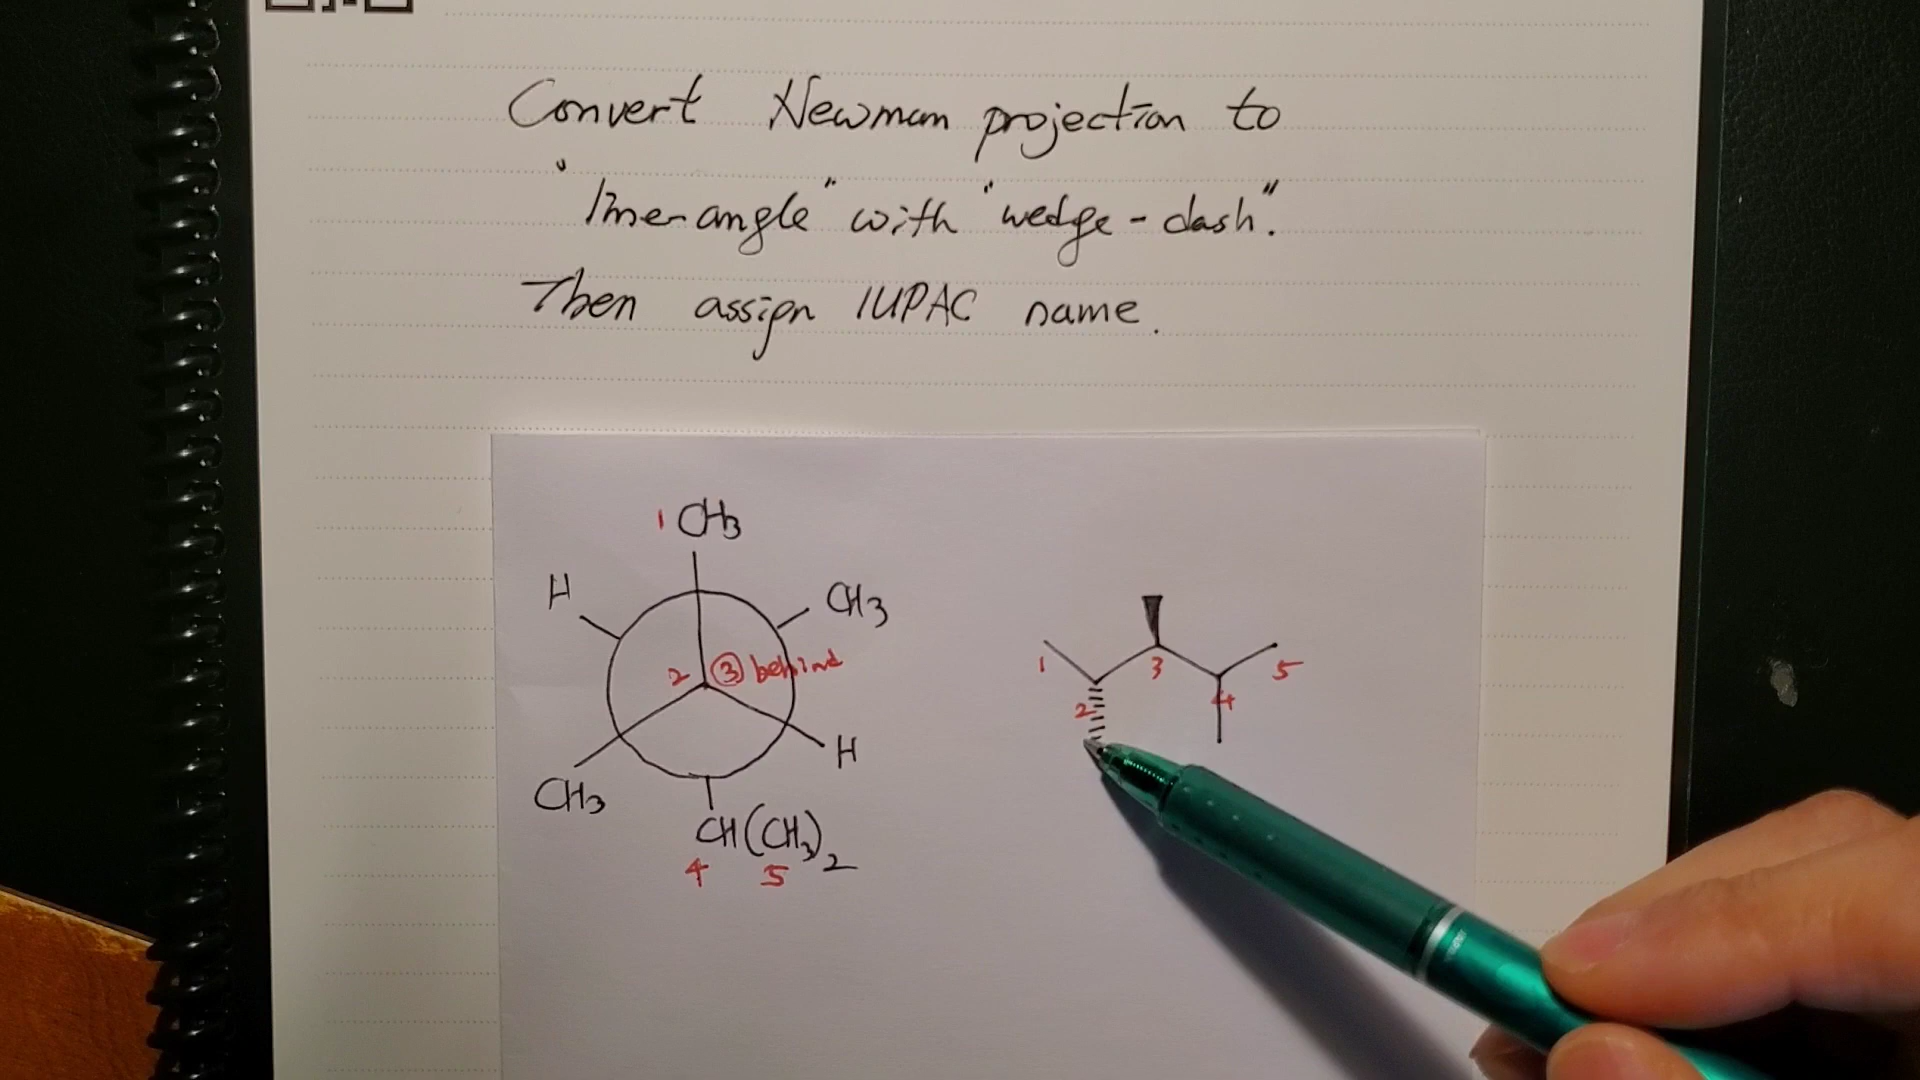 Convert Newman projection to
"line-angle" with "wedge-dash".
Then assign IUPAC name.
1 CH3
H
CH3
2 ③ behind
1 3 5
2 4
H
CH3
CH(CH3)2
4 5